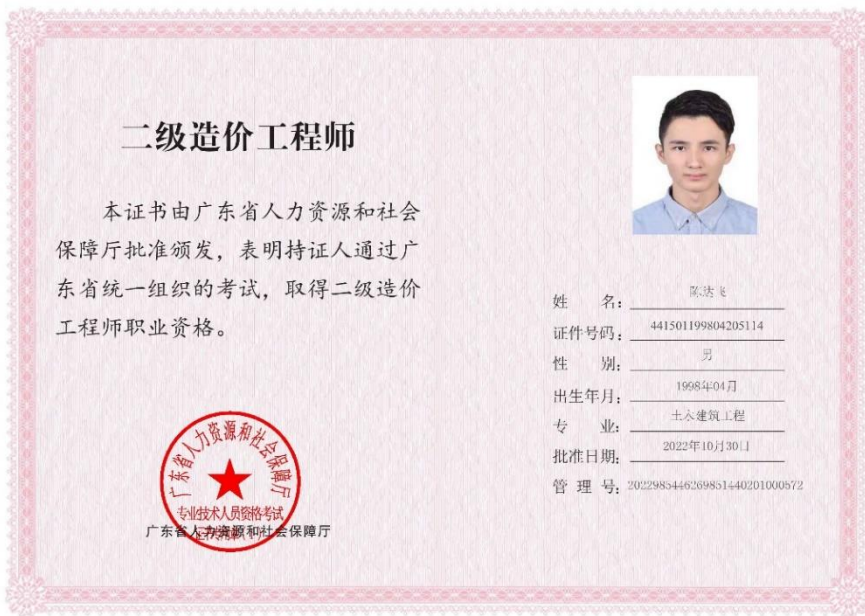 二级造价工程师
本证书由广东省人力资源和社会
保障厅批准颁发，表明持证人通过广
东省统一组织的考试，取得二级造价
工程师职业资格。
广东省人力资源和社会保障厅
专业技术人员资格考试
广东省人力资源和社会保障厅
姓 名：陈达飞
证件号码：441501199804205114
性 别：男
出生年月：1998年04月
专 业：土木建筑工程
批准日期：2022年10月30日
管 理 号：2022985446269851440201000572